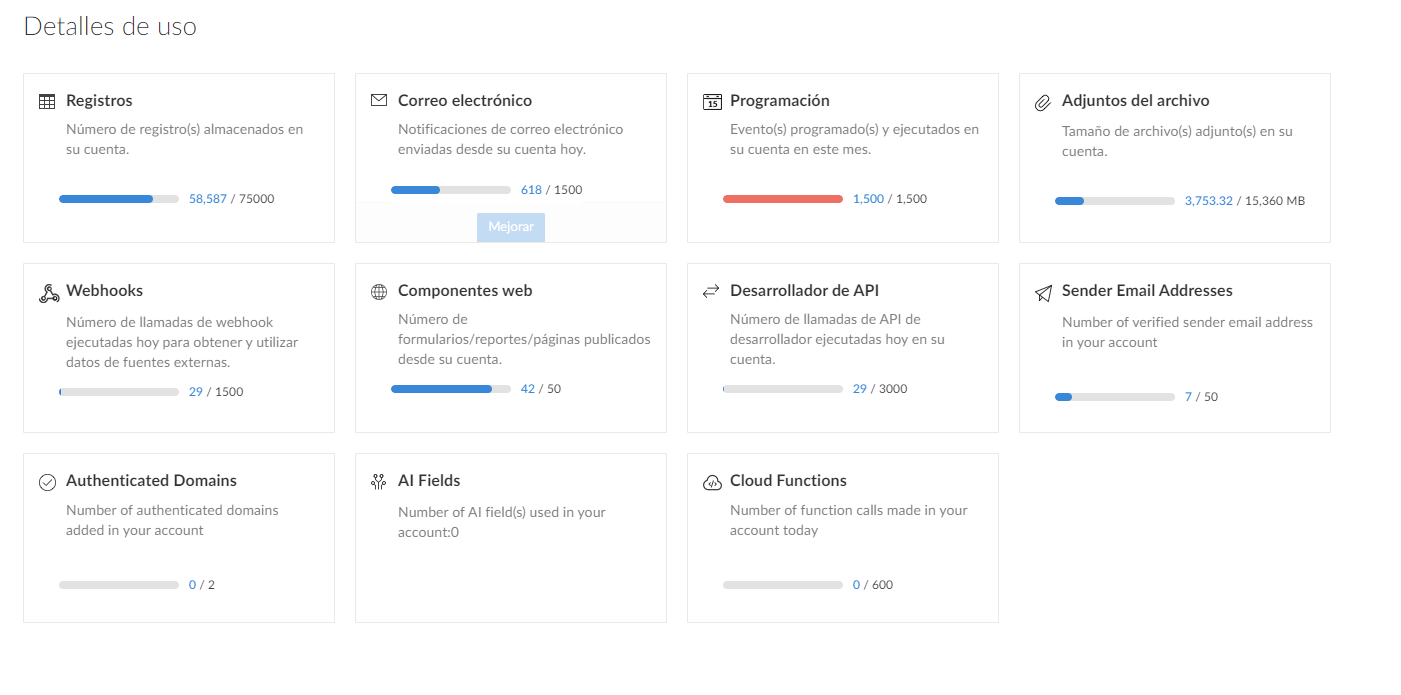 Detalles de uso
Registros
Número de registro(s) almacenados en
su cuenta.
58,587 / 75000
Correo electrónico
Notificaciones de correo electrónico
enviadas desde su cuenta hoy.
618 / 1500
Mejorar
15
Programación
Evento(s) programado(s) y ejecutados en
su cuenta en este mes.
1,500 / 1,500
Adjuntos del archivo
Tamaño de archivo(s) adjunto(s) en su
cuenta.
3,753.32 / 15,360 MB
Webhooks
Número de llamadas de webhook
ejecutadas hoy para obtener y utilizar
datos de fuentes externas.
29 / 1500
Componentes web
Número de
formularios/reportes/páginas publicados
desde su cuenta.
42 / 50
Desarrollador de API
Número de llamadas de API de
desarrollador ejecutadas hoy en su
cuenta.
29 / 3000
Sender Email Addresses
Number of verified sender email address
in your account
7 / 50
Authenticated Domains
Number of authenticated domains
added in your account
0 / 2
AI Fields
Number of AI field(s) used in your
account:0
Cloud Functions
Number of function calls made in your
account today
0 / 600